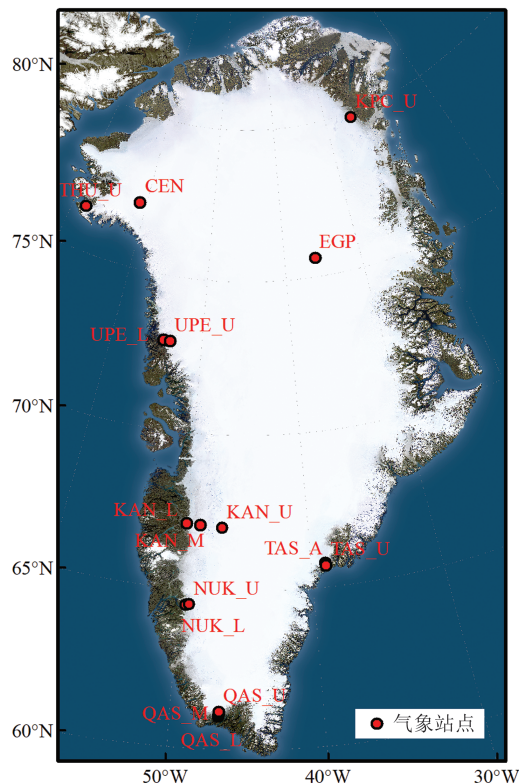 80°N
KPC_U
THU_U
CEN
75°N
EGP
UPE_L
UPE_U
70°N
KAN_L
KAN_U
KAN_M
TAS_A
TAS_U
65°N
NUK_U
NUK_L
QAS_U
QAS_M
QAS_L
气象站点
60°N
50°W
40°W
30°W